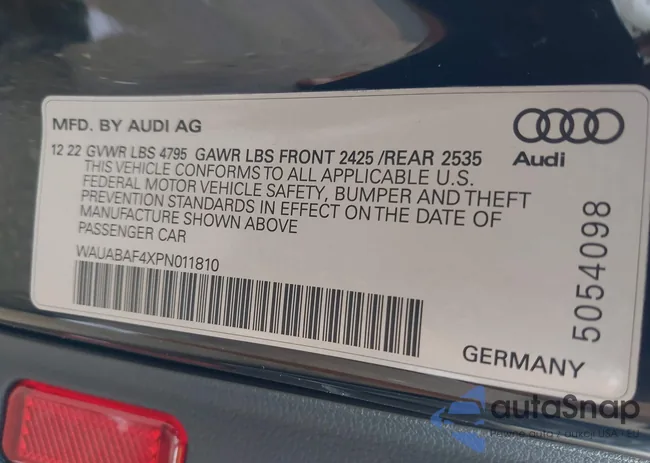 MFD. BY AUDI AG
Audi
12 22 GVWR LBS 4795 GAWR LBS FRONT 2425 /REAR 2535
THIS VEHICLE CONFORMS TO ALL APPLICABLE U.S.
FEDERAL MOTOR VEHICLE SAFETY, BUMPER AND THEFT
PREVENTION STANDARDS IN EFFECT ON THE DATE OF
MANUFACTURE SHOWN ABOVE
PASSENGER CAR
WAUABAF4XPN011810
5054098
GERMANY
autoSnap